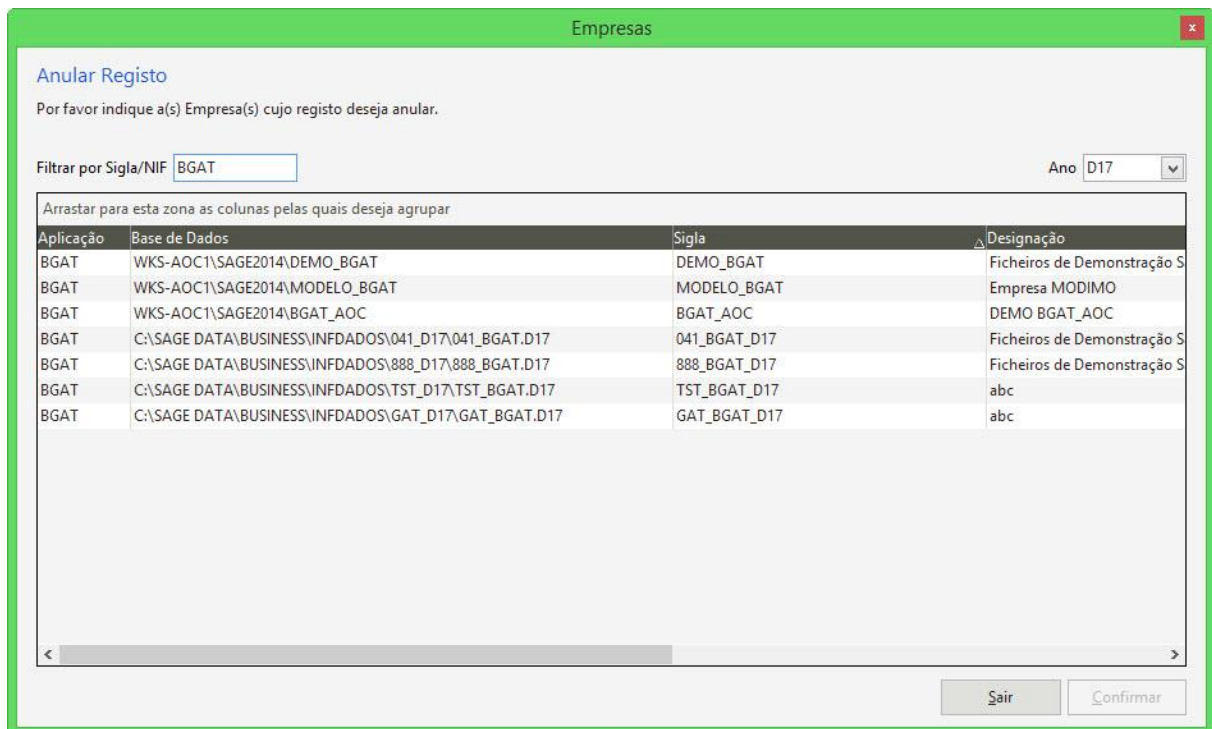 Empresas
x
Anular Registo
Por favor indique a(s) Empresa(s) cujo registo deseja anular.
Filtrar por Sigla/NIF BGAT Ano D17
Arrastar para esta zona as colunas pelas quais deseja agrupar
Aplicação Base de Dados Sigla Designação
BGAT WKS-AOC1\SAGE2014\DEMO_BGAT DEMO_BGAT Ficheiros de Demonstração S
BGAT WKS-AOC1\SAGE2014\MODELO_BGAT MODELO_BGAT Empresa MODIMO
BGAT WKS-AOC1\SAGE2014\BGAT_AOC BGAT_AOC DEMO BGAT_AOC
BGAT C:\SAGE DATA\BUSINESS\INFDADOS\041_D17\041_BGAT.D17 041_BGAT_D17 Ficheiros de Demonstração S
BGAT C:\SAGE DATA\BUSINESS\INFDADOS\888_D17\888_BGAT.D17 888_BGAT_D17 Ficheiros de Demonstração S
BGAT C:\SAGE DATA\BUSINESS\INFDADOS\TST_D17\TST_BGAT.D17 TST_BGAT_D17 abc
BGAT C:\SAGE DATA\BUSINESS\INFDADOS\GAT_D17\GAT_BGAT.D17 GAT_BGAT_D17 abc
Sair Confirmar